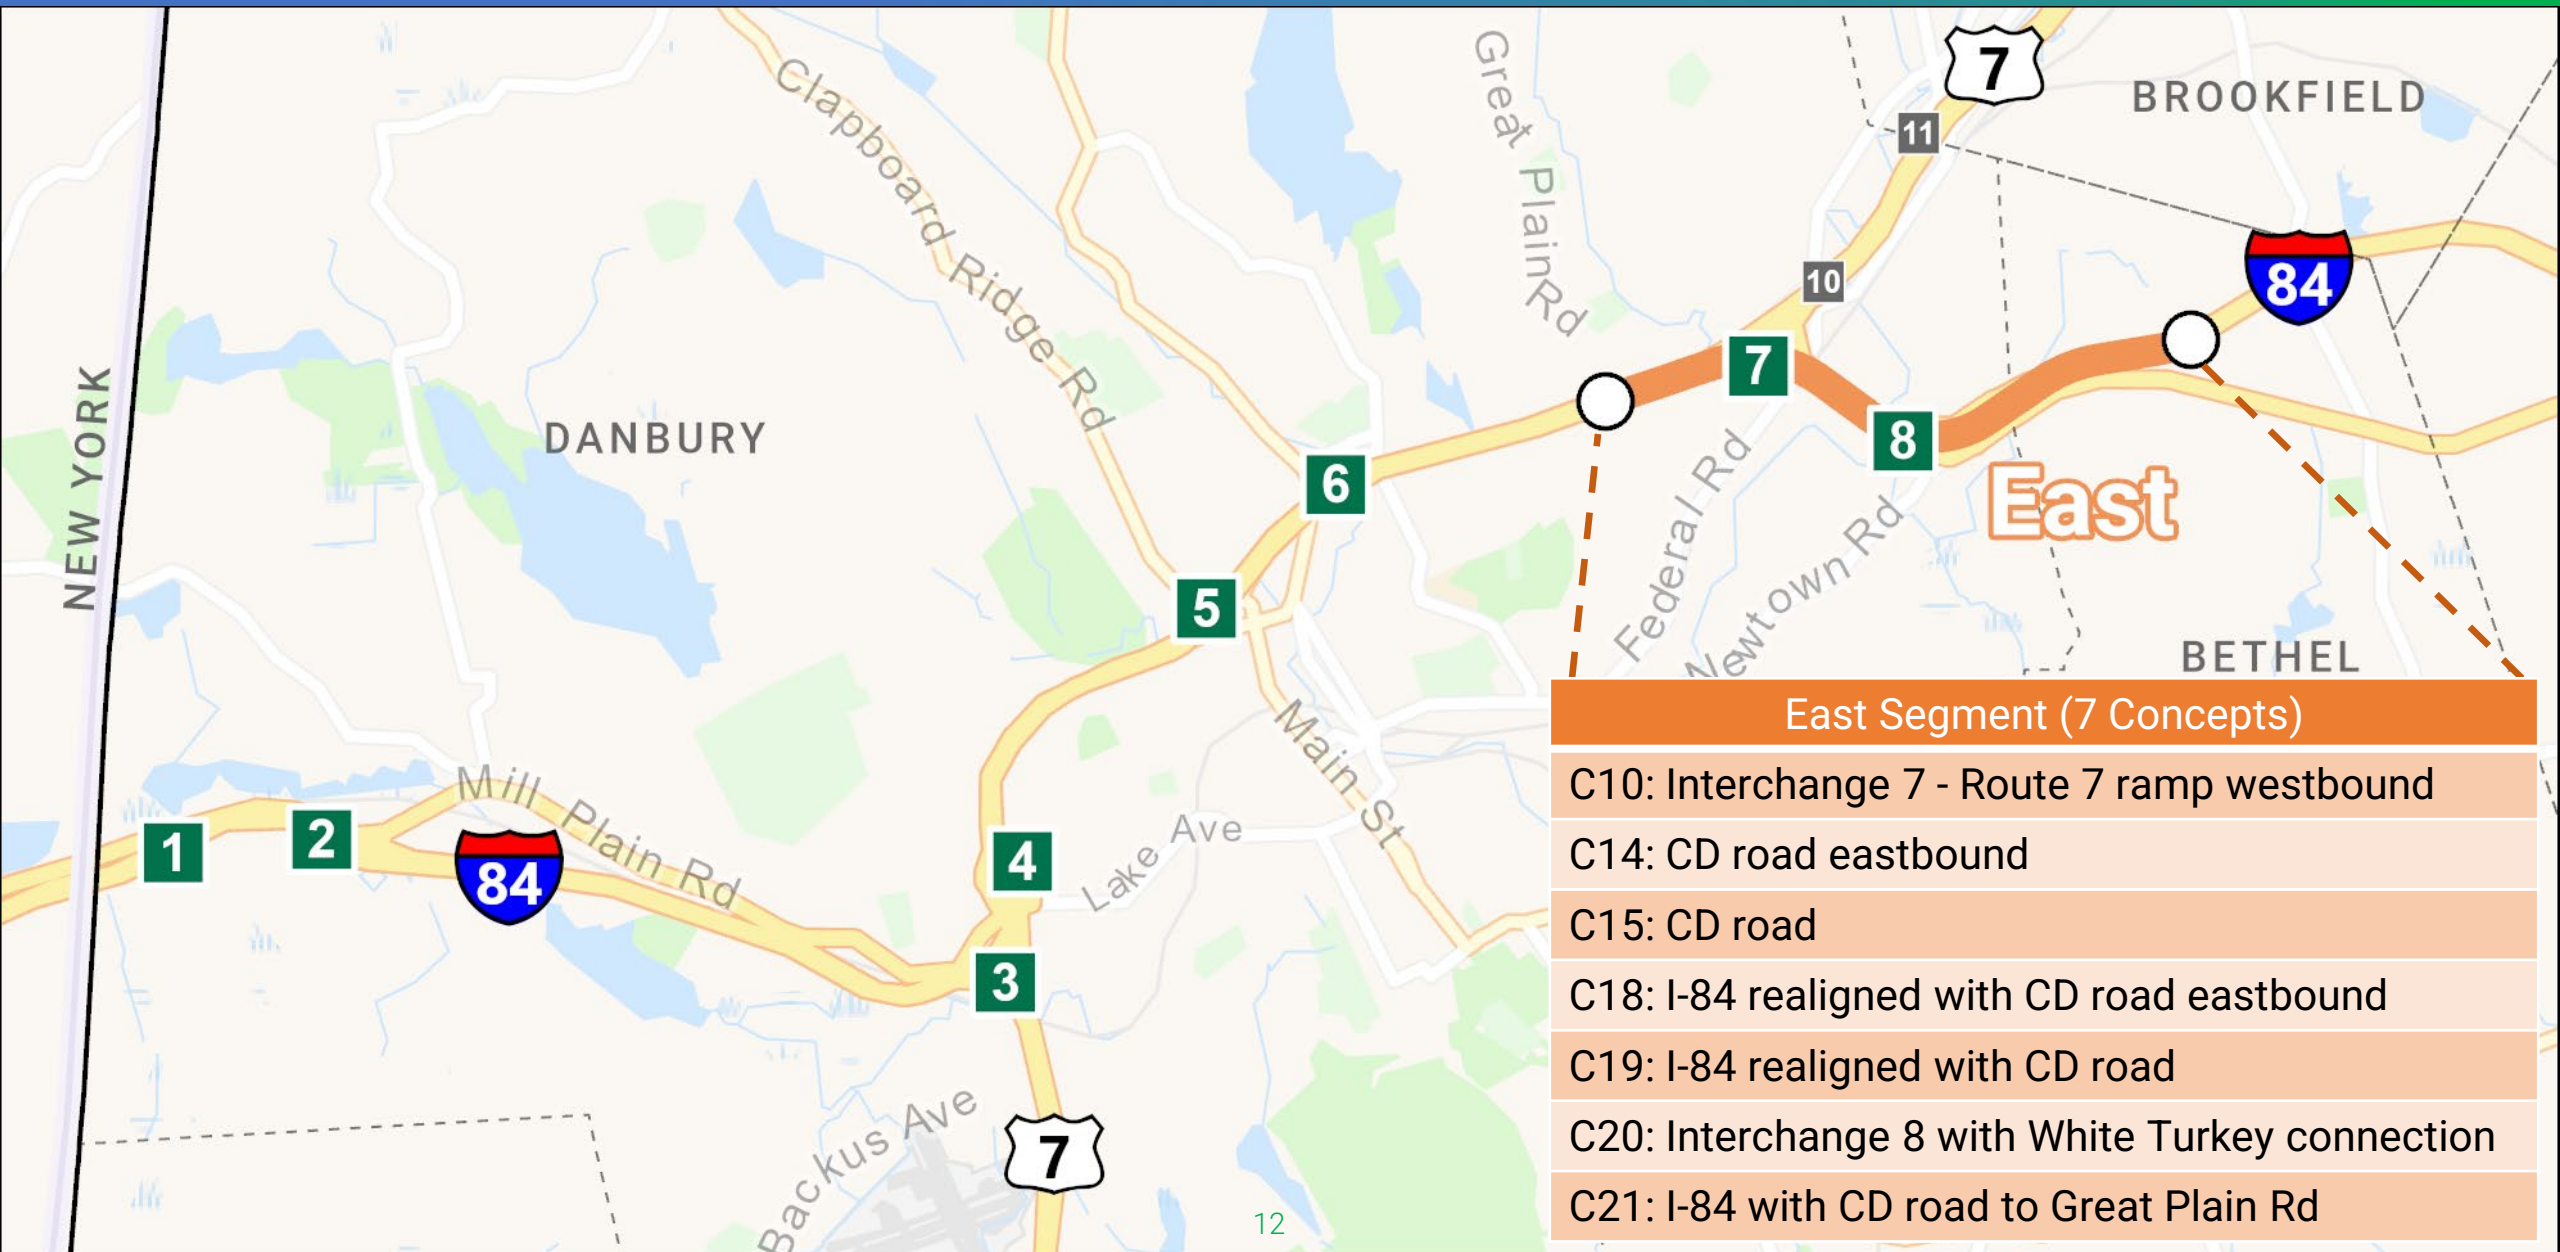 7
Great Plain Rd
BROOKFIELD
Clapboard Ridge Rd
11
10
84
7
NEW YORK
DANBURY
8
6
Federal Rd
Newtown Rd
East
5
BETHEL
Main St
East Segment (7 Concepts)
C10: Interchange 7 - Route 7 ramp westbound
C14: CD road eastbound
C15: CD road
C18: I-84 realigned with CD road eastbound
C19: I-84 realigned with CD road
C20: Interchange 8 with White Turkey connection
C21: I-84 with CD road to Great Plain Rd
Mill Plain Rd
1
2
84
4
Lake Ave
3
Backus Ave
7
12